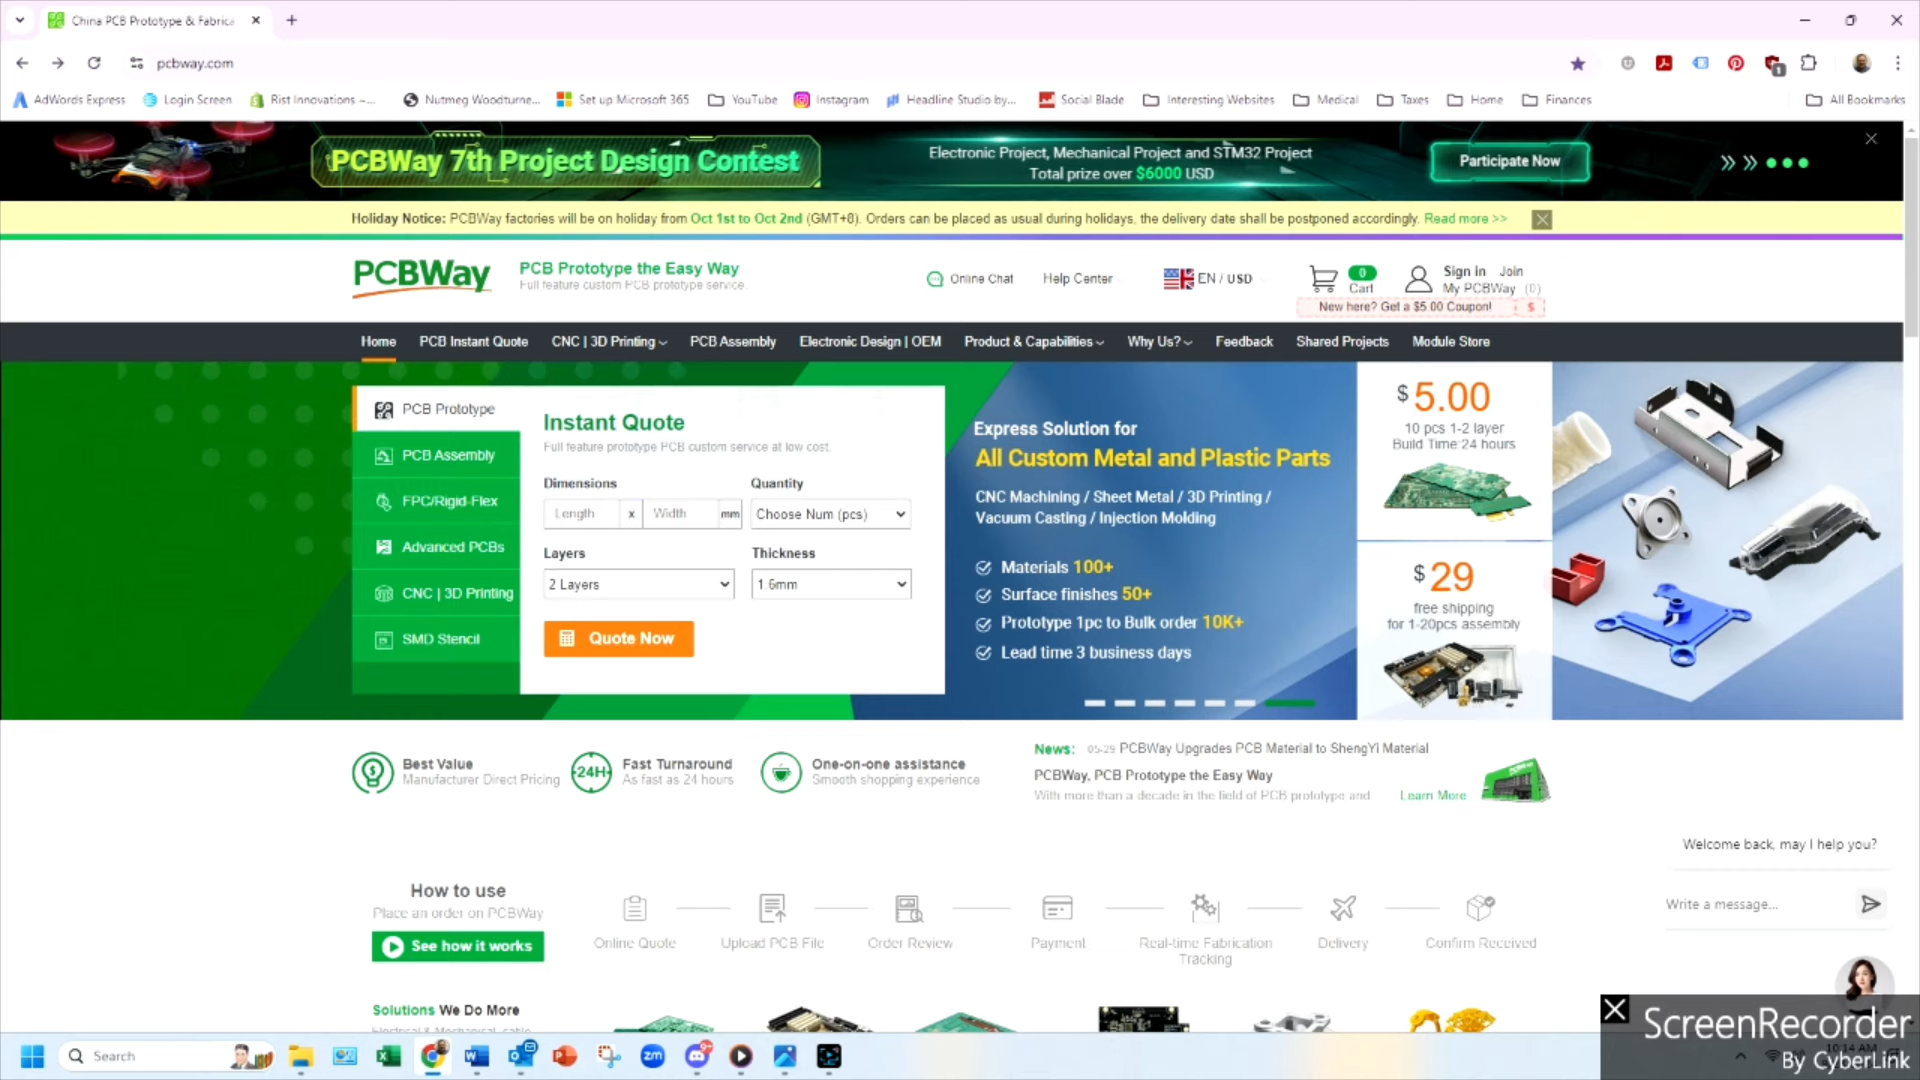 China PCB Prototype & Fabrica
pcbway.com
AdWords Express
Login Screen
Rist Innovations –...
Nutmeg Woodturne...
Set up Microsoft 365
YouTube
Instagram
Headline Studio by...
Social Blade
Interesting Websites
Medical
Taxes
Home
Finances
All Bookmarks
PCBWay 7th Project Design Contest
Electronic Project, Mechanical Project and STM32 Project
Total prize over $6000 USD
Participate Now
Holiday Notice: PCBWay factories will be on holiday from Oct 1st to Oct 2nd (GMT+8). Orders can be placed as usual during holidays, the delivery date shall be postponed accordingly. Read more >>
PCBWay
PCB Prototype the Easy Way
Full feature custom PCB prototype service.
Online Chat
Help Center
EN / USD
0
Cart
Sign in
Join
My PCBWay (0)
New here? Get a $5.00 Coupon!
$
Home
PCB Instant Quote
CNC | 3D Printing
PCB Assembly
Electronic Design | OEM
Product & Capabilities
Why Us?
Feedback
Shared Projects
Module Store
PCB Prototype
PCB Assembly
FPC/Rigid-Flex
Advanced PCBs
CNC | 3D Printing
SMD Stencil
Instant Quote
Full feature prototype PCB custom service at low cost.
Dimensions
Quantity
Length x Width mm
Choose Num (pcs)
Layers
Thickness
2 Layers
1.6mm
Quote Now
Express Solution for
All Custom Metal and Plastic Parts
CNC Machining / Sheet Metal / 3D Printing /
Vacuum Casting / Injection Molding
Materials 100+
Surface finishes 50+
Prototype 1pc to Bulk order 10K+
Lead time 3 business days
$ 5.00
10 pcs 1-2 layer
Build Time:24 hours
$ 29
free shipping
for 1-20pcs assembly
Best Value
Manufacturer Direct Pricing
24H
Fast Turnaround
As fast as 24 hours
One-on-one assistance
Smooth shopping experience
News: 05-29 PCBWay Upgrades PCB Material to ShengYI Material
PCBWay, PCB Prototype the Easy Way
With more than a decade in the field of PCB prototype and
Learn More
Welcome back, may I help you?
Write a message...
How to use
Place an order on PCBWay
See how it works
Online Quote
Upload PCB File
Order Review
Payment
Real-time Fabrication
Tracking
Delivery
Confirm Received
Solutions We Do More
Search
ScreenRecorder
By CyberLink
10:14 AM